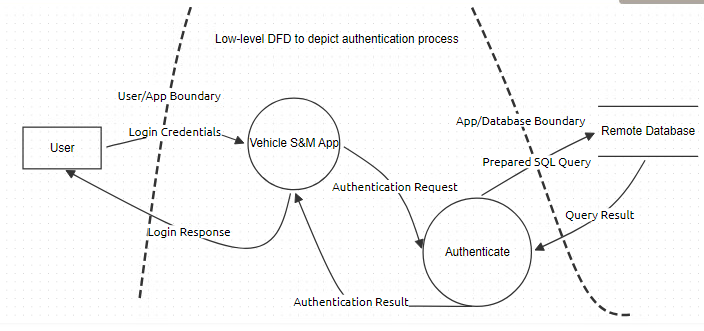 Low-level DFD to depict authentication process
User/App Boundary
App/Database Boundary
Login Credentials
Remote Database
User
Vehicle S&M App
Prepared SQL Query
Authentication Request
Query Result
Login Response
Authenticate
Authentication Result